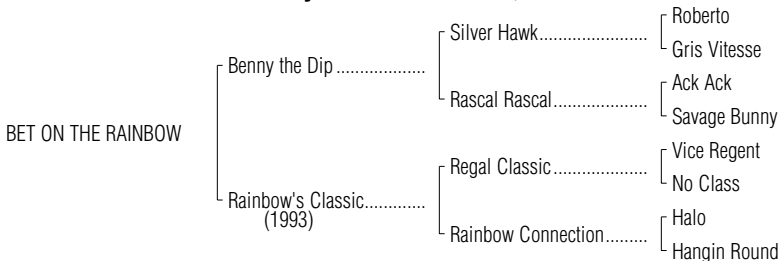 Roberto
Silver Hawk
Gris Vitesse
Benny the Dip
Ack Ack
Rascal Rascal
Savage Bunny
BET ON THE RAINBOW
Vice Regent
Regal Classic
No Class
Rainbow's Classic
(1993)
Halo
Rainbow Connection
Hangin Round